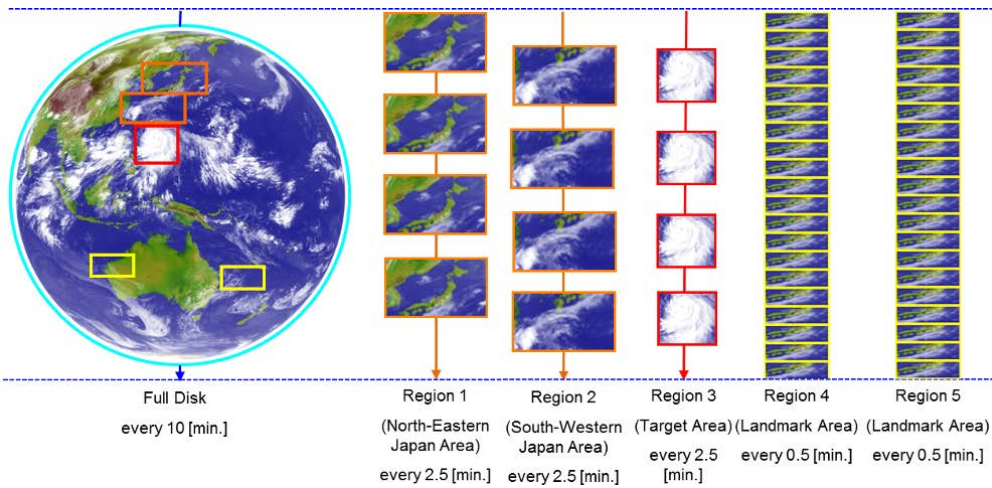 Full Disk
every 10 [min.]
Region 1
(North-Eastern
Japan Area)
every 2.5 [min.]
Region 2
(South-Western
Japan Area)
every 2.5 [min.]
Region 3
(Target Area)
every 2.5
[min.]
Region 4
(Landmark Area)
every 0.5 [min.]
Region 5
(Landmark Area)
every 0.5 [min.]